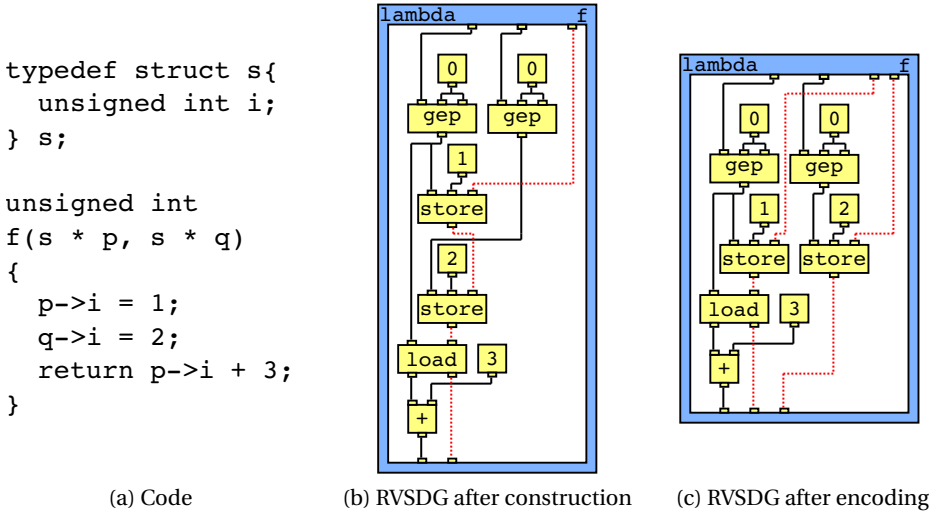 typedef struct s{
unsigned int i;
} s;
unsigned int
f(s * p, s * q)
{
p->i = 1;
q->i = 2;
return p->i + 3;
}
(a) Code
lambda f
0 0
gep gep
1
store
2
store
load 3
+
(b) RVSDG after construction
lambda f
0 0
gep gep
1 2
store store
load 3
+
(c) RVSDG after encoding